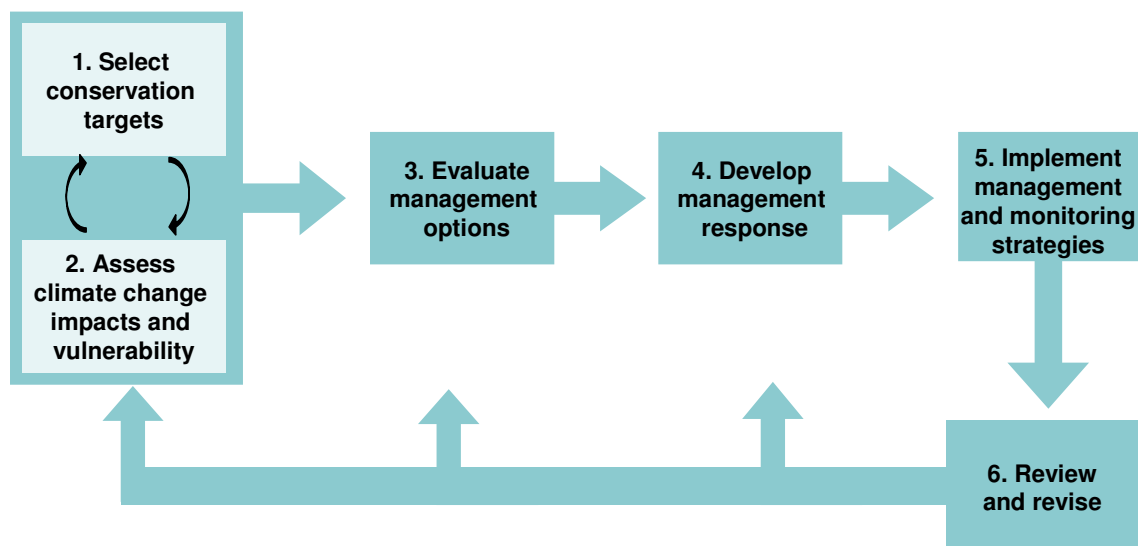 1. Select
conservation
targets
2. Assess
climate change
impacts and
vulnerability
3. Evaluate
management
options
4. Develop
management
response
5. Implement
management
and monitoring
strategies
6. Review
and revise